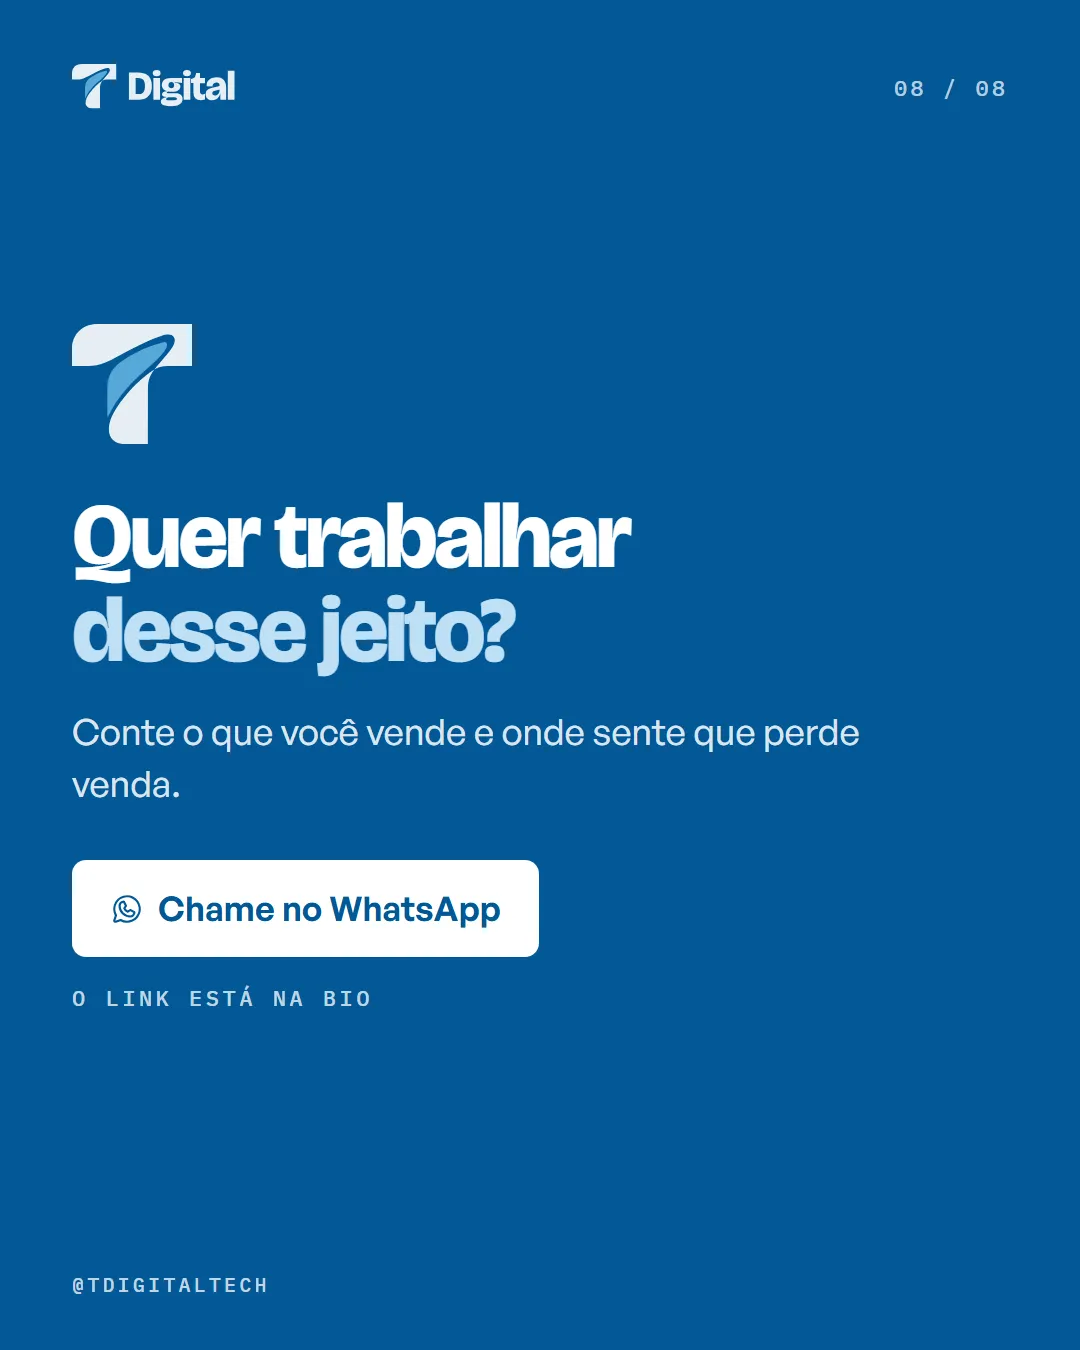 Digital
08 / 08
Quer trabalhar
desse jeito?
Conte o que você vende e onde sente que perde
venda.
Chame no WhatsApp
O LINK ESTÁ NA BIO
@TDIGITALTECH